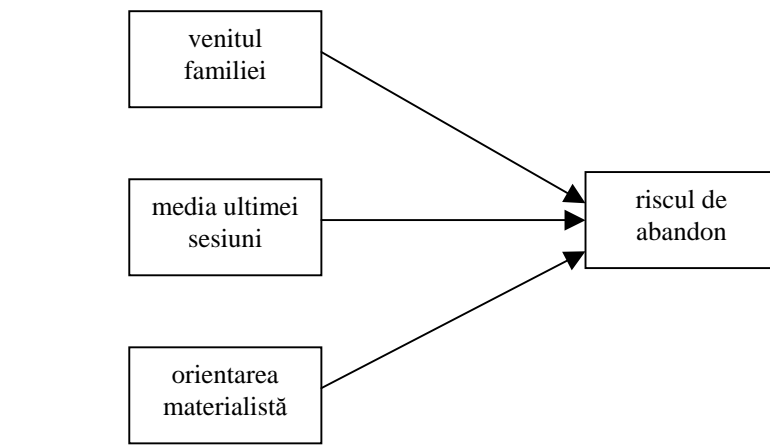 venitul
familiei
media ultimei
sesiuni
riscul de
abandon
orientarea
materialistă